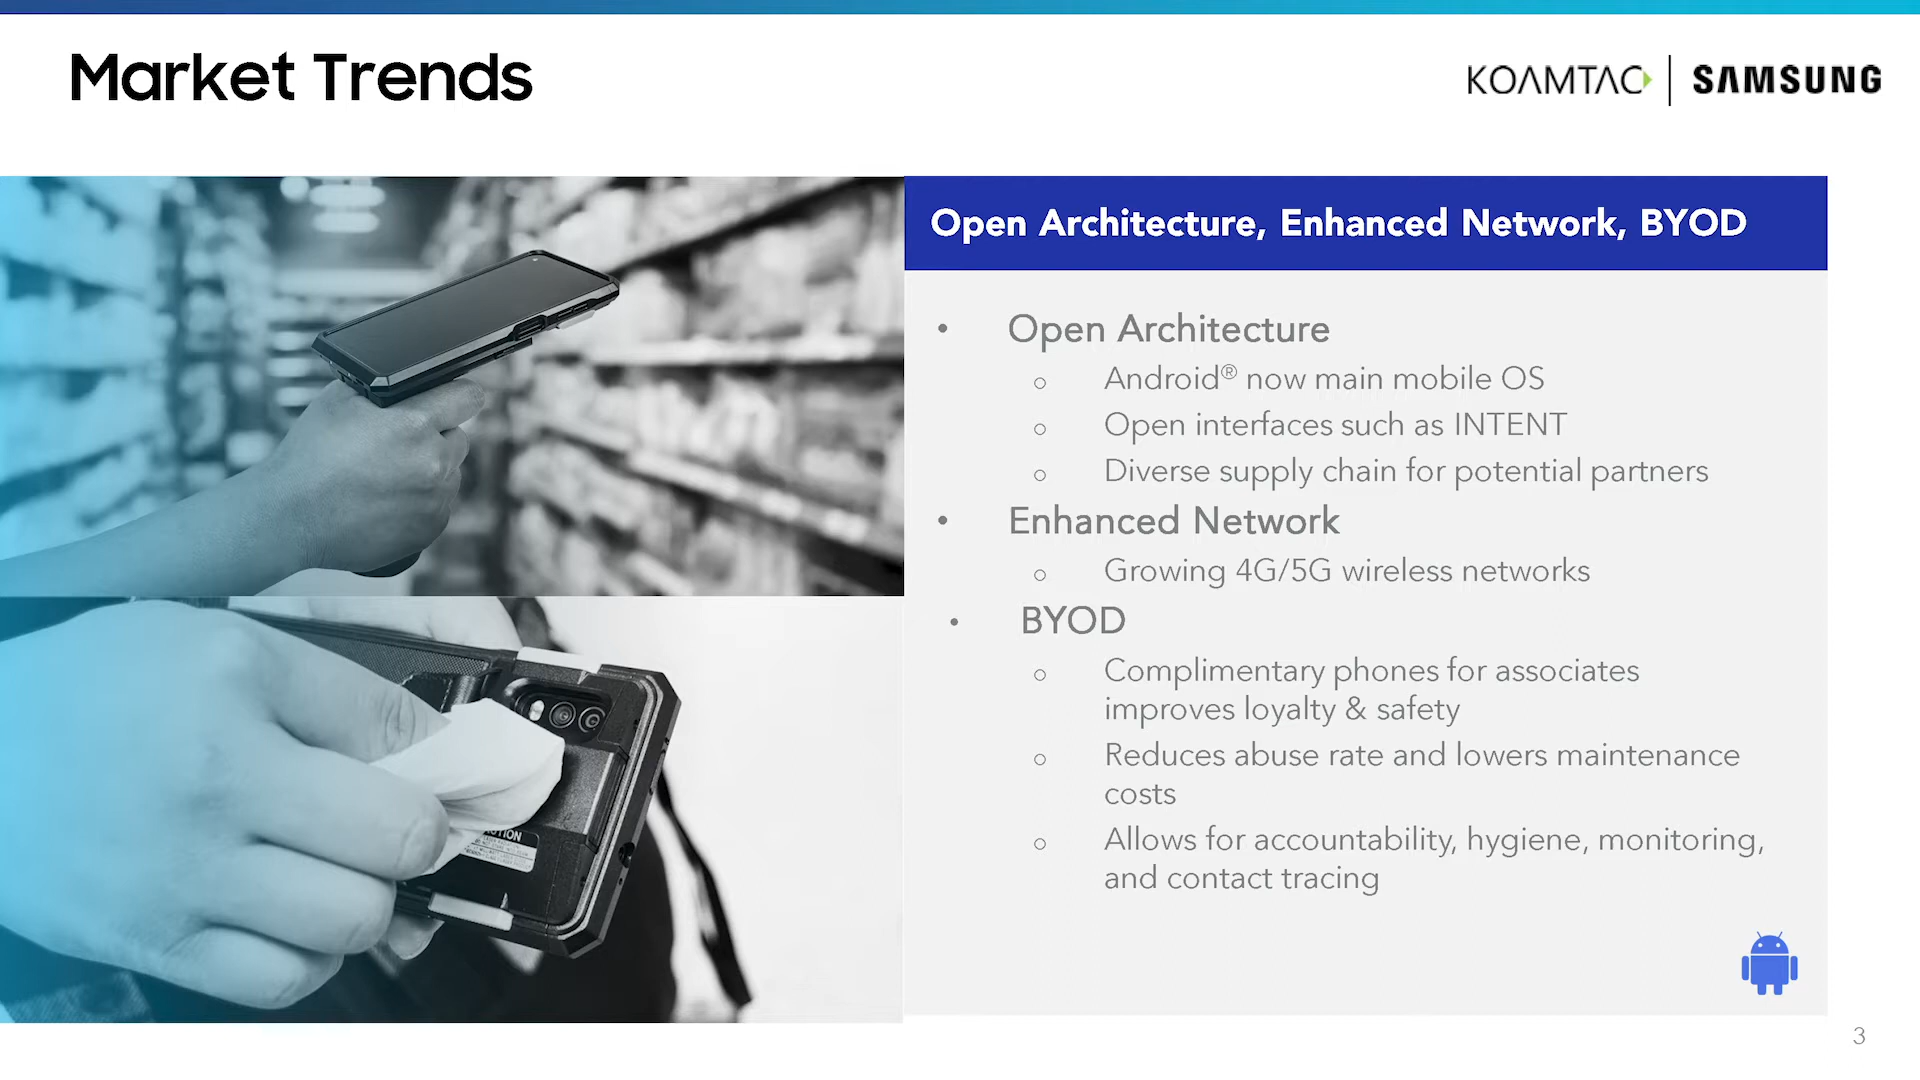 Market Trends
KOAMTAC | SAMSUNG
Open Architecture, Enhanced Network, BYOD
• Open Architecture
○ Android® now main mobile OS
○ Open interfaces such as INTENT
○ Diverse supply chain for potential partners
• Enhanced Network
○ Growing 4G/5G wireless networks
• BYOD
○ Complimentary phones for associates
improves loyalty & safety
○ Reduces abuse rate and lowers maintenance
costs
○ Allows for accountability, hygiene, monitoring,
and contact tracing
3